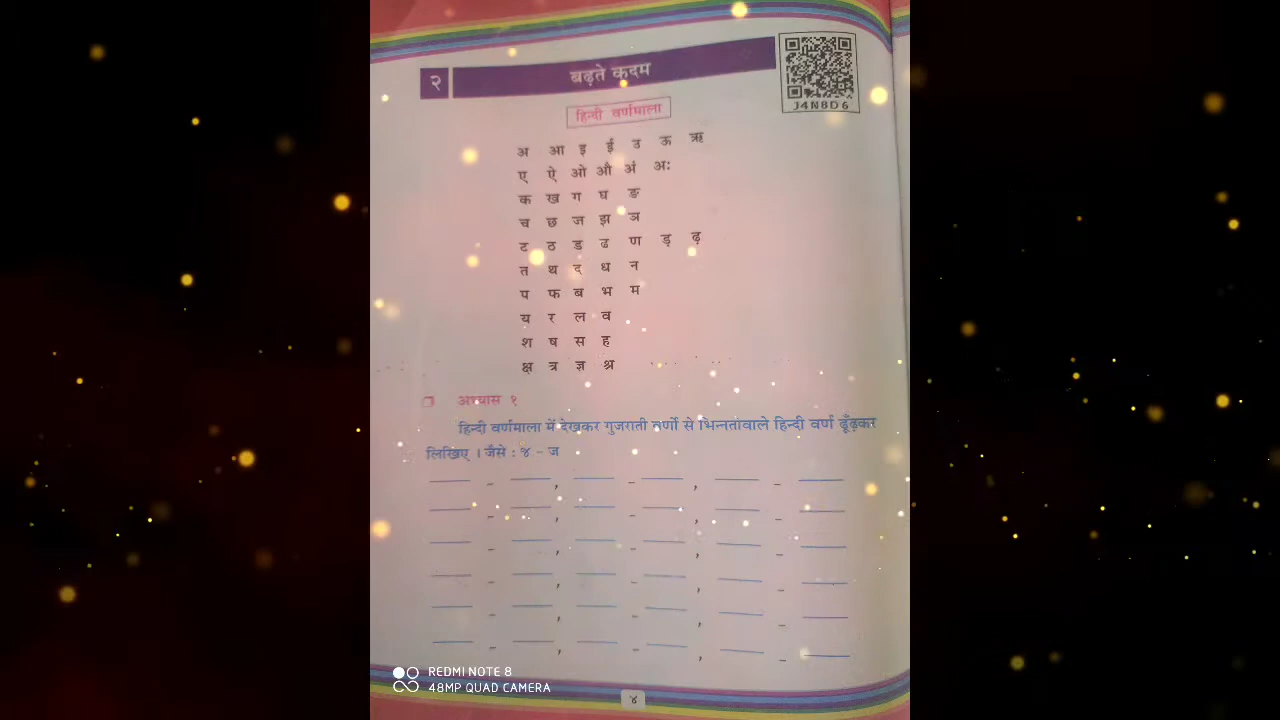 २ बढ़ते कदम
J4N8D6
हिन्दी वर्णमाला
अ आ इ ई उ ऊ ऋ
ए ऐ ओ औ अं अः
क ख ग घ ङ
च छ ज झ ञ
ट ठ ड ढ ण ड़ ढ़
त थ द ध न
प फ ब भ म
य र ल व
श ष स ह
क्ष त्र ज्ञ श्र
अभ्यास १
हिन्दी वर्णमाला में देखकर गुजराती वर्णों से भिन्नतावाले हिन्दी वर्ण ढूँढ़कर
लिखिए । जैसे : જ - ज
REDMI NOTE 8
48MP QUAD CAMERA
४